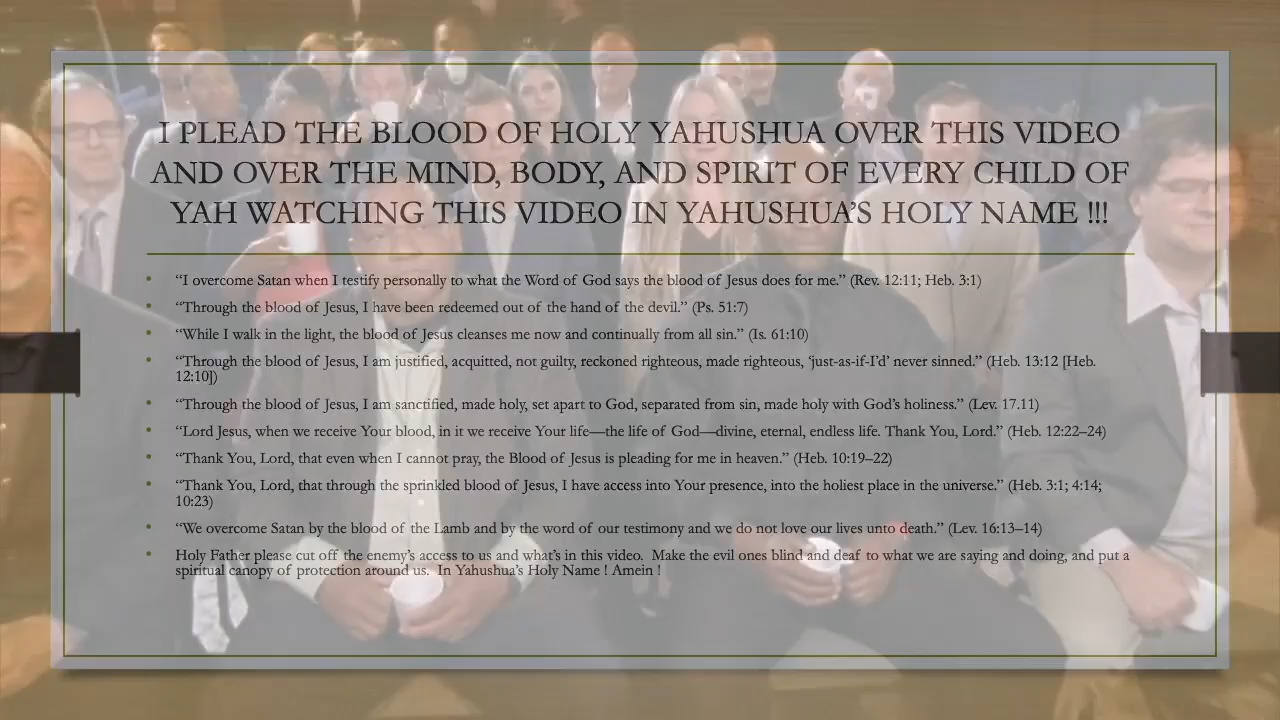 I PLEAD THE BLOOD OF HOLY YAHUSHUA OVER THIS VIDEO
AND OVER THE MIND, BODY, AND SPIRIT OF EVERY CHILD OF
YAH WATCHING THIS VIDEO IN YAHUSHUA'S HOLY NAME !!!
• “I overcome Satan when I testify personally to what the Word of God says the blood of Jesus does for me.” (Rev. 12:11; Heb. 3:1)
• “Through the blood of Jesus, I have been redeemed out of the hand of the devil.” (Ps. 51:7)
• “While I walk in the light, the blood of Jesus cleanses me now and continually from all sin.” (Is. 61:10)
• “Through the blood of Jesus, I am justified, acquitted, not guilty, reckoned righteous, made righteous, ‘just-as-if-I’d’ never sinned.” (Heb. 13:12 [Heb.
12:10])
• “Through the blood of Jesus, I am sanctified, made holy, set apart to God, separated from sin, made holy with God’s holiness.” (Lev. 17.11)
• “Lord Jesus, when we receive Your blood, in it we receive Your life—the life of God—divine, eternal, endless life. Thank You, Lord.” (Heb. 12:22–24)
• “Thank You, Lord, that even when I cannot pray, the Blood of Jesus is pleading for me in heaven.” (Heb. 10:19–22)
• “Thank You, Lord, that through the sprinkled blood of Jesus, I have access into Your presence, into the holiest place in the universe.” (Heb. 3:1; 4:14;
10:23)
• “We overcome Satan by the blood of the Lamb and by the word of our testimony and we do not love our lives unto death.” (Lev. 16:13–14)
• Holy Father please cut off the enemy’s access to us and what’s in this video. Make the evil ones blind and deaf to what we are saying and doing, and put a
spiritual canopy of protection around us. In Yahushua’s Holy Name ! Amein !